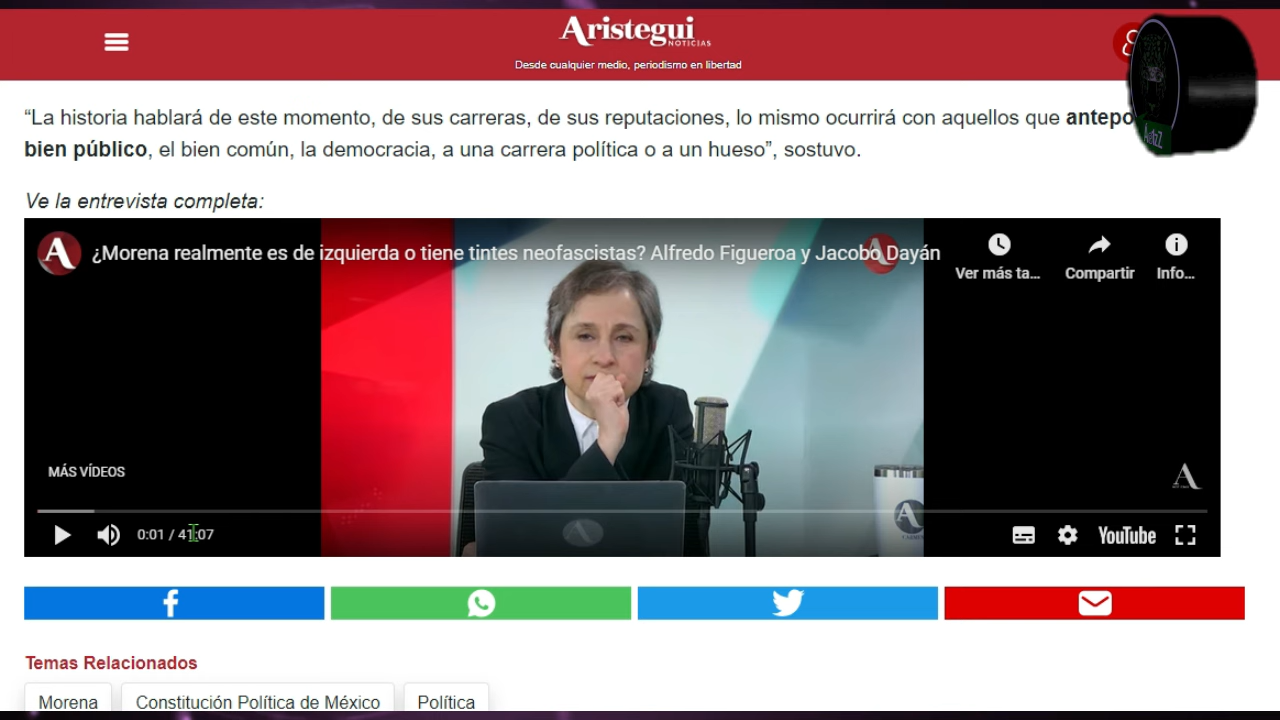 Aristegui
NOTICIAS
Desde cualquier medio, periodismo en libertad
“La historia hablará de este momento, de sus carreras, de sus reputaciones, lo mismo ocurrirá con aquellos que antepo
bien público, el bien común, la democracia, a una carrera política o a un hueso”, sostuvo.
Ve la entrevista completa:
A ¿Morena realmente es de izquierda o tiene tintes neofascistas? Alfredo Figueroa y Jacobo Dayán
Ver más ta... Compartir Info...
MÁS VÍDEOS
0:01 / 41:07
YouTube
Temas Relacionados
Morena Constitución Política de México Política